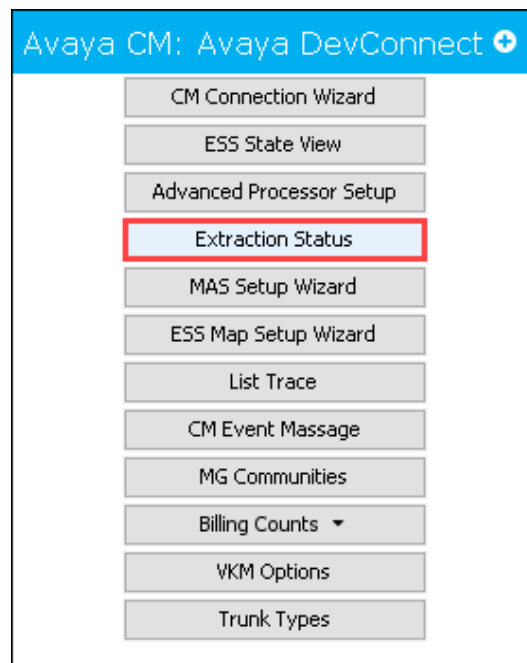 Avaya CM: Avaya DevConnect
CM Connection Wizard
ESS State View
Advanced Processor Setup
Extraction Status
MAS Setup Wizard
ESS Map Setup Wizard
List Trace
CM Event Massage
MG Communities
Billing Counts
VKM Options
Trunk Types